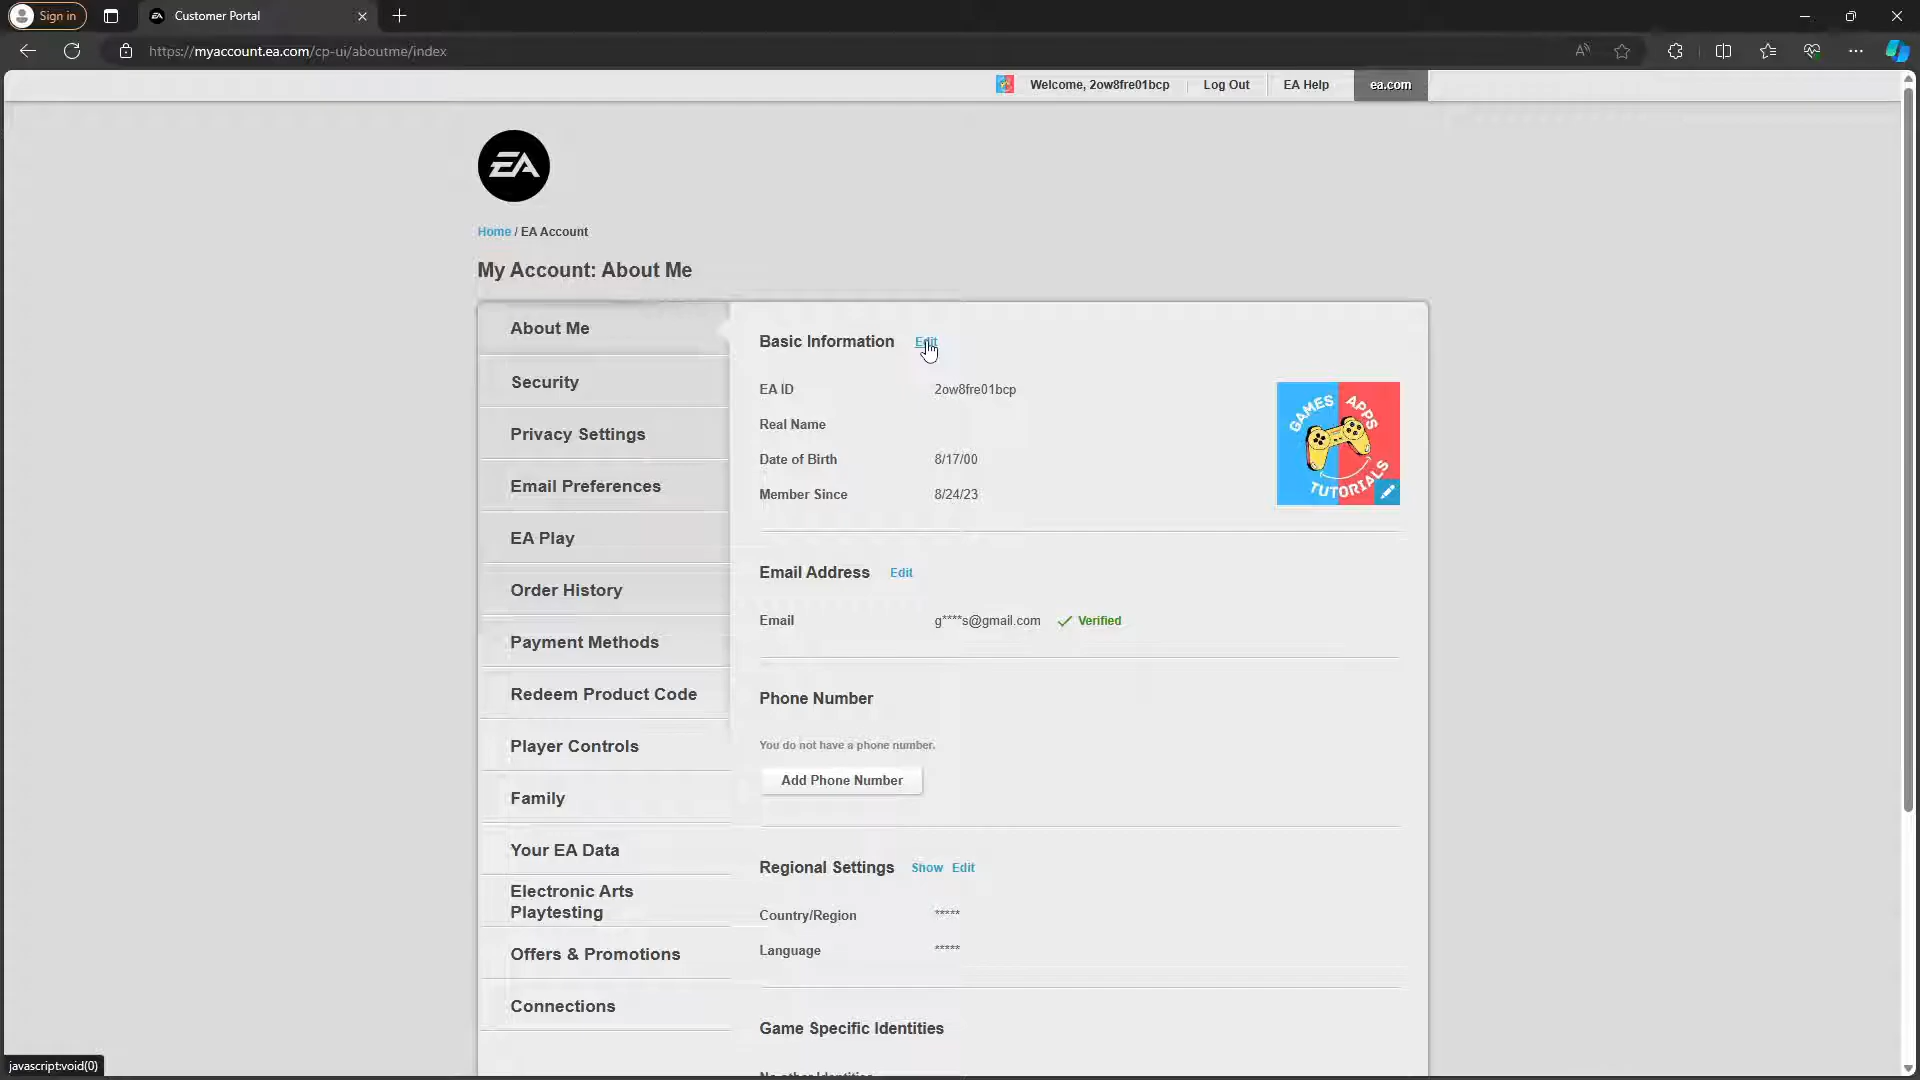 Sign in
Customer Portal
https://myaccount.ea.com/cp-ui/aboutme/index
Welcome, 2ow8fre01bcp
Log Out
EA Help
ea.com
EA
Home / EA Account
My Account: About Me
About Me
Security
Privacy Settings
Email Preferences
EA Play
Order History
Payment Methods
Redeem Product Code
Player Controls
Family
Your EA Data
Electronic Arts
Playtesting
Offers & Promotions
Connections
Basic Information Edit
EA ID 2ow8fre01bcp
Real Name
Date of Birth 8/17/00
Member Since 8/24/23
GAMES APPS
TUTORIALS
Email Address Edit
Email g****s@gmail.com Verified
Phone Number
You do not have a phone number.
Add Phone Number
Regional Settings Show Edit
Country/Region *****
Language *****
Game Specific Identities
No other Identities
javascript:void(0)